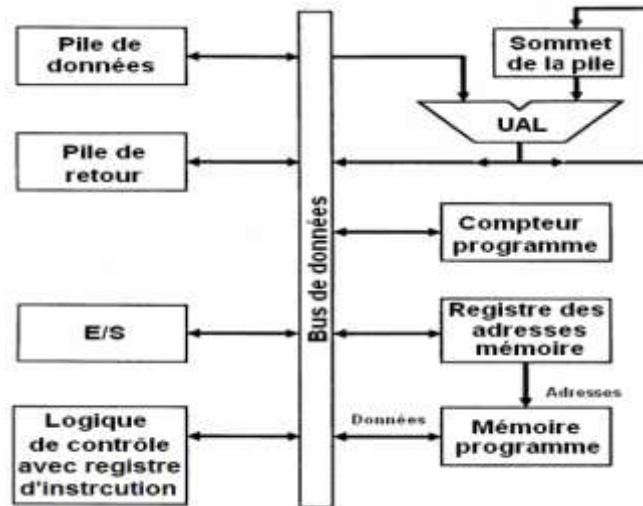 Pile de
données
Sommet
de la pile
UAL
Pile de
retour
Bus de données
Compteur
programme
E/S
Registre des
adresses
mémoire
Adresses
Logique
de contrôle
avec registre
d'instrcution
Données
Mémoire
programme